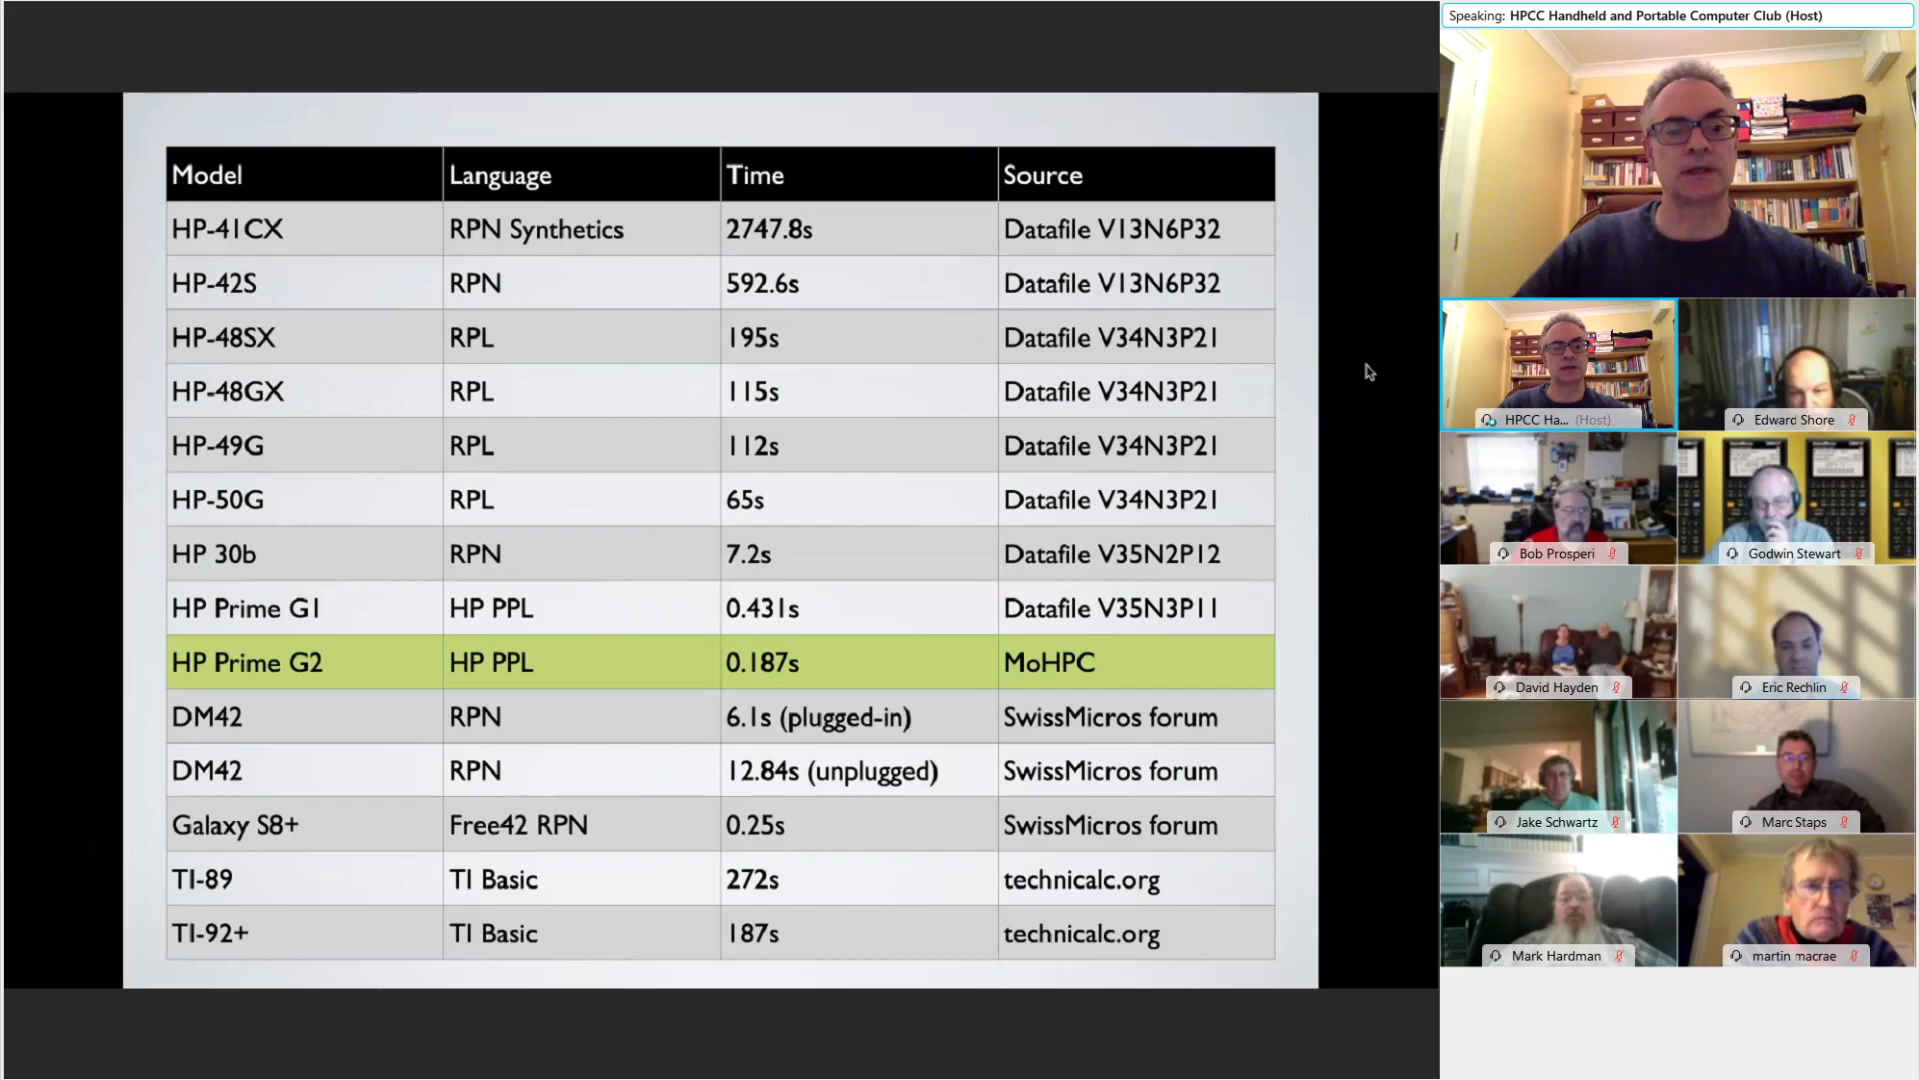 Speaking: HPCC Handheld and Portable Computer Club (Host)
Model Language Time Source
HP-41CX RPN Synthetics 2747.8s Datafile V13N6P32
HP-42S RPN 592.6s Datafile V13N6P32
HP-48SX RPL 195s Datafile V34N3P21
HP-48GX RPL 115s Datafile V34N3P21
HP-49G RPL 112s Datafile V34N3P21
HP-50G RPL 65s Datafile V34N3P21
HP 30b RPN 7.2s Datafile V35N2P12
HP Prime G1 HP PPL 0.431s Datafile V35N3P11
HP Prime G2 HP PPL 0.187s MoHPC
DM42 RPN 6.1s (plugged-in) SwissMicros forum
DM42 RPN 12.84s (unplugged) SwissMicros forum
Galaxy S8+ Free42 RPN 0.25s SwissMicros forum
TI-89 TI Basic 272s technicalc.org
TI-92+ TI Basic 187s technicalc.org
HPCC Ha... (Host)
Edward Shore
Bob Prosperi
Godwin Stewart
David Hayden
Eric Rechlin
Jake Schwartz
Marc Staps
Mark Hardman
martin macrae